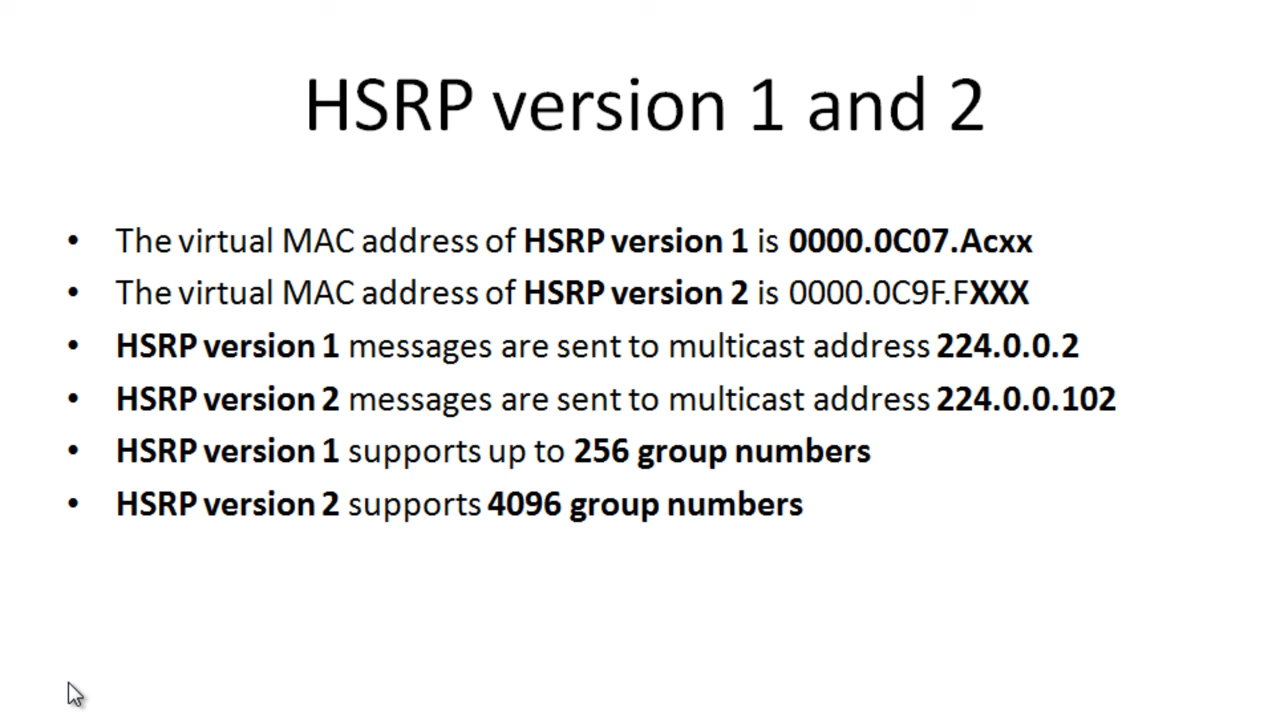 HSRP version 1 and 2
• The virtual MAC address of HSRP version 1 is 0000.0C07.Acxx
• The virtual MAC address of HSRP version 2 is 0000.0C9F.FXXX
• HSRP version 1 messages are sent to multicast address 224.0.0.2
• HSRP version 2 messages are sent to multicast address 224.0.0.102
• HSRP version 1 supports up to 256 group numbers
• HSRP version 2 supports 4096 group numbers